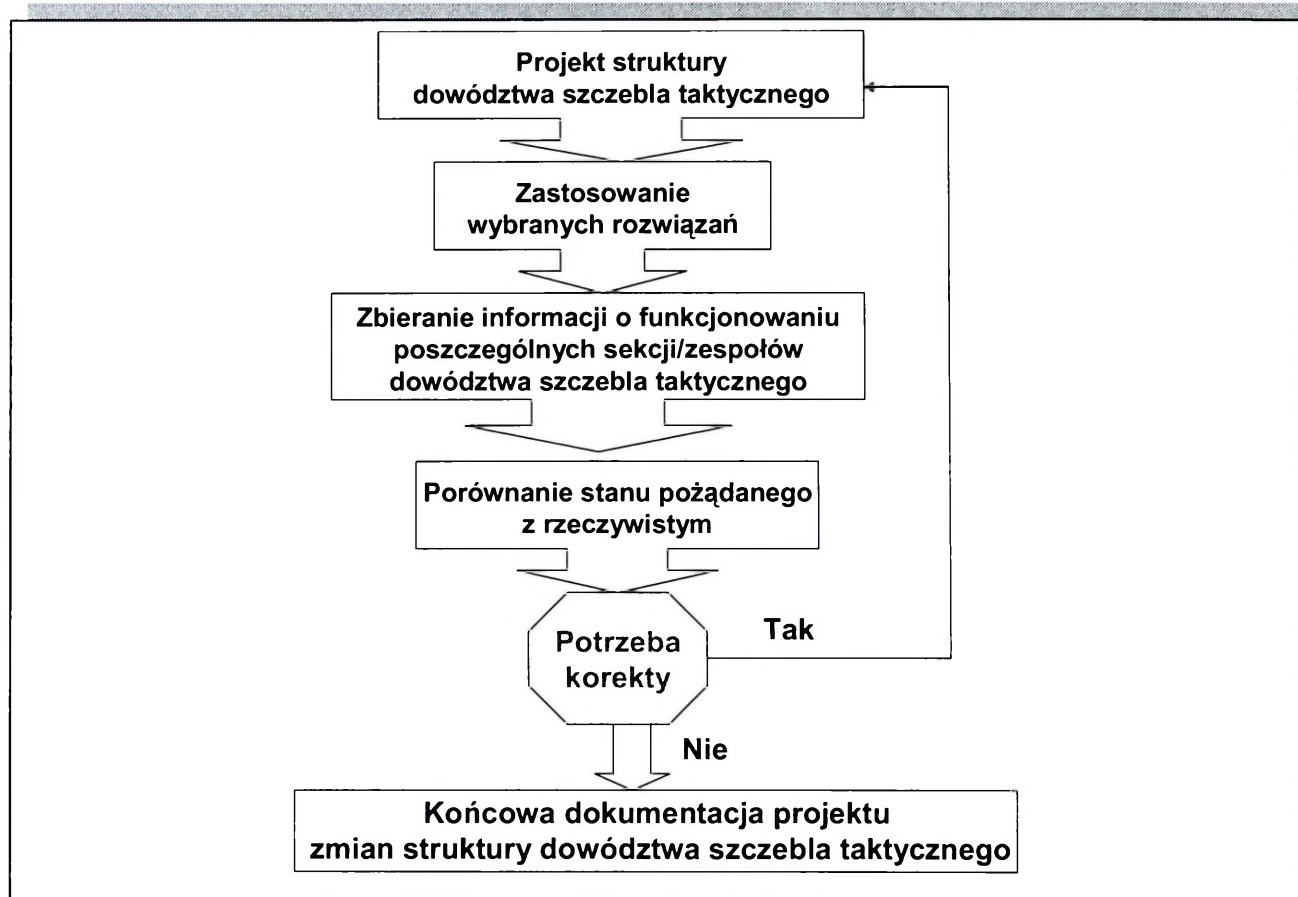 Projekt struktury
dowództwa szczebla taktycznego
Zastosowanie
wybranych rozwiązań
Zbieranie informacji o funkcjonowaniu
poszczególnych sekcji/zespołów
dowództwa szczebla taktycznego
Porównanie stanu pożądanego
z rzeczywistym
Potrzeba
korekty
Tak
Nie
Końcowa dokumentacja projektu
zmian struktury dowództwa szczebla taktycznego